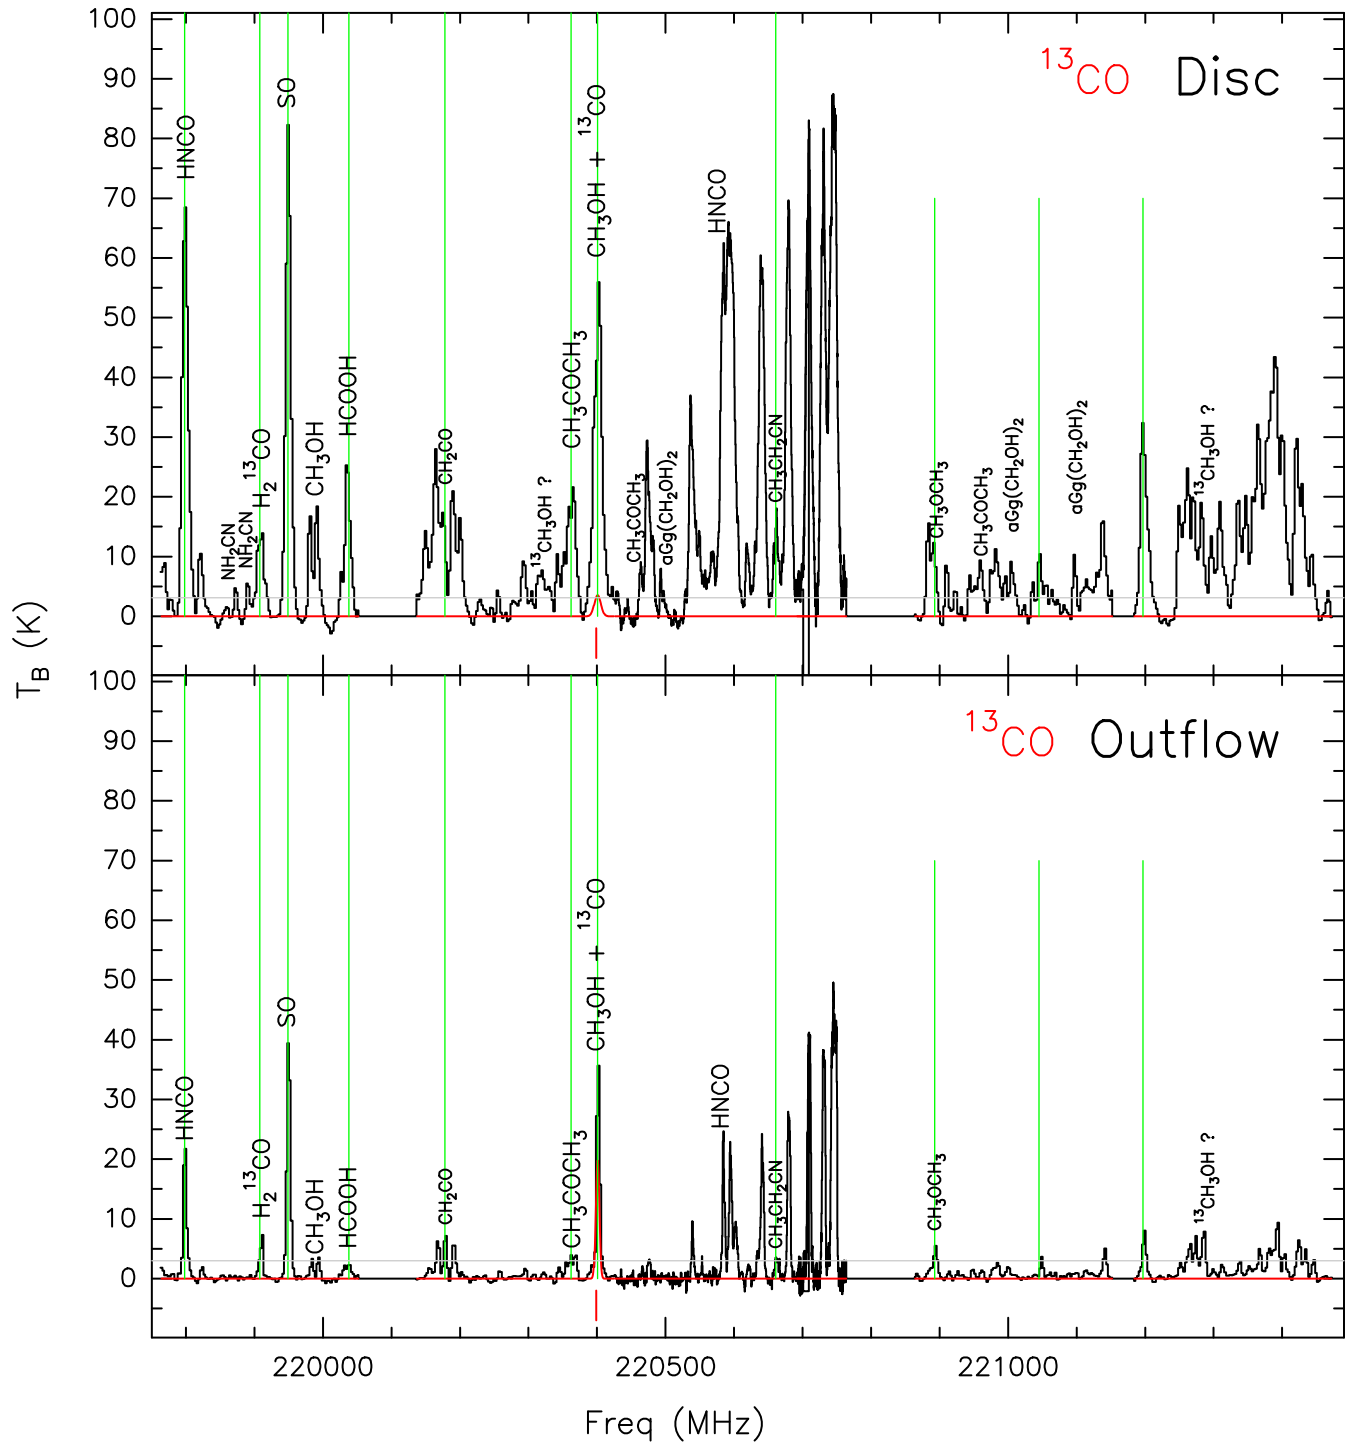 100
90
80
70
60
50
40
30
20
10
0
¹³CO Disc
HNCO
NH₂CN
NH₂CN
H₂ ¹³CO
SO
CH₃OH
HCOOH
CH₂CO
¹³CH₃OH ?
CH₃COCH₃
CH₃OH + ¹³CO
CH₃COCH₃
aGg(CH₂OH)₂
HNCO
CH₃CH₂CN
CH₃OCH₃
CH₃COCH₃
aGg(CH₂OH)₂
aGg(CH₂OH)₂
¹³CH₃OH ?
T_B (K)
100
90
80
70
60
50
40
30
20
10
0
¹³CO Outflow
HNCO
H₂ ¹³CO
SO
CH₃OH
HCOOH
CH₂CO
CH₃COCH₃
CH₃OH + ¹³CO
HNCO
CH₃CH₂CN
CH₃OCH₃
¹³CH₃OH ?
220000 220500 221000
Freq (MHz)